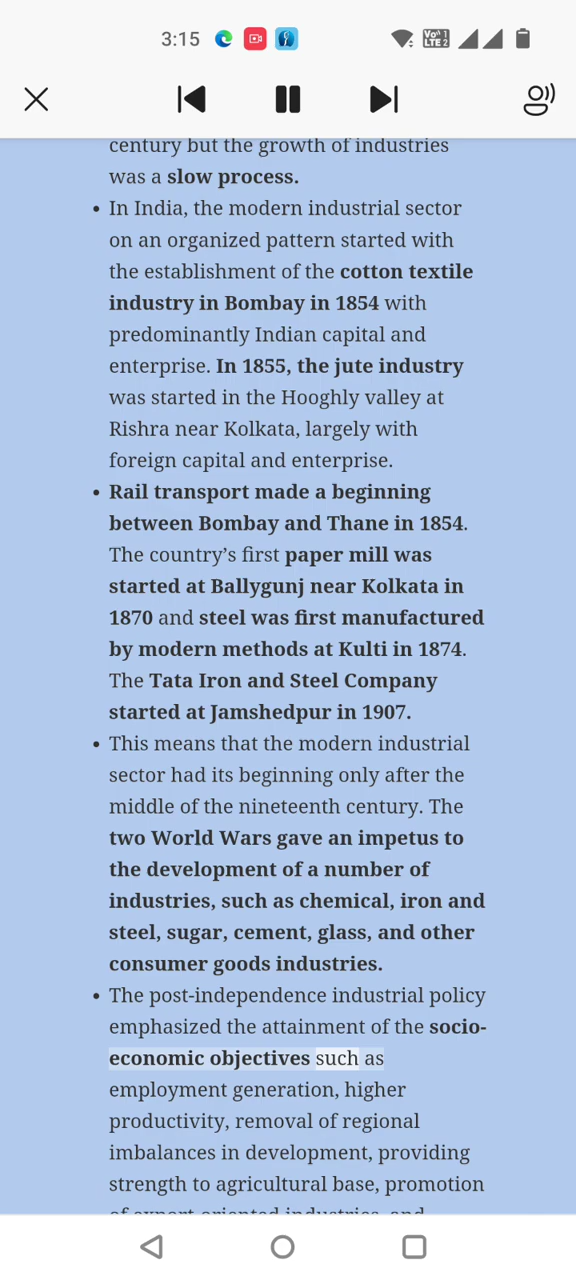 3:15
Vo 1
LTE 2
century but the growth of industries
was a slow process.
• In India, the modern industrial sector
on an organized pattern started with
the establishment of the cotton textile
industry in Bombay in 1854 with
predominantly Indian capital and
enterprise. In 1855, the jute industry
was started in the Hooghly valley at
Rishra near Kolkata, largely with
foreign capital and enterprise.
• Rail transport made a beginning
between Bombay and Thane in 1854.
The country’s first paper mill was
started at Ballygunj near Kolkata in
1870 and steel was first manufactured
by modern methods at Kulti in 1874.
The Tata Iron and Steel Company
started at Jamshedpur in 1907.
• This means that the modern industrial
sector had its beginning only after the
middle of the nineteenth century. The
two World Wars gave an impetus to
the development of a number of
industries, such as chemical, iron and
steel, sugar, cement, glass, and other
consumer goods industries.
• The post-independence industrial policy
emphasized the attainment of the socio-
economic objectives such as
employment generation, higher
productivity, removal of regional
imbalances in development, providing
strength to agricultural base, promotion
of export oriented industries, and